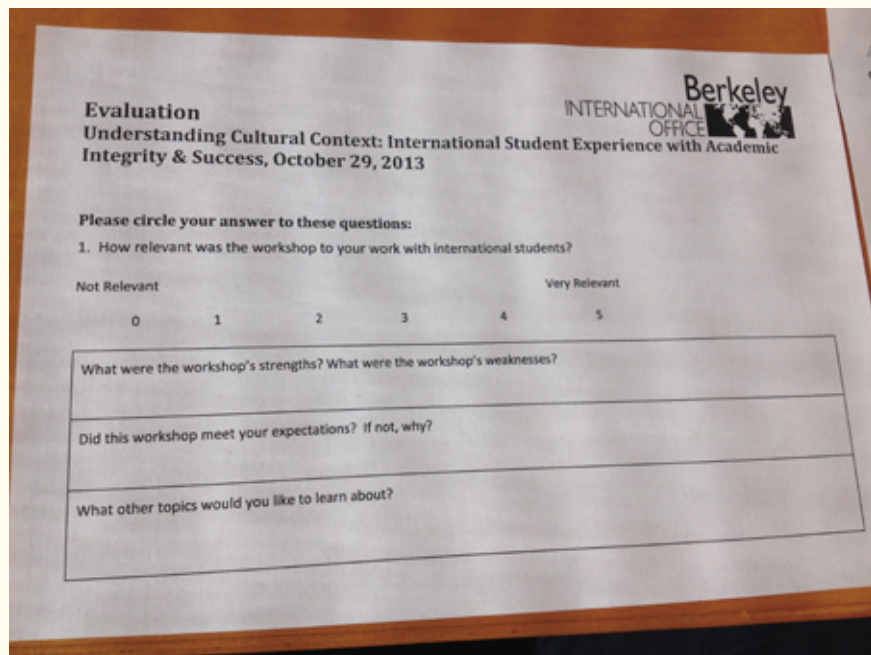 Berkeley
INTERNATIONAL
OFFICE
Evaluation
Understanding Cultural Context: International Student Experience with Academic
Integrity & Success, October 29, 2013
Please circle your answer to these questions:
1. How relevant was the workshop to your work with international students?
Not Relevant Very Relevant
0 1 2 3 4 5
What were the workshop's strengths? What were the workshop's weaknesses?
Did this workshop meet your expectations? If not, why?
What other topics would you like to learn about?